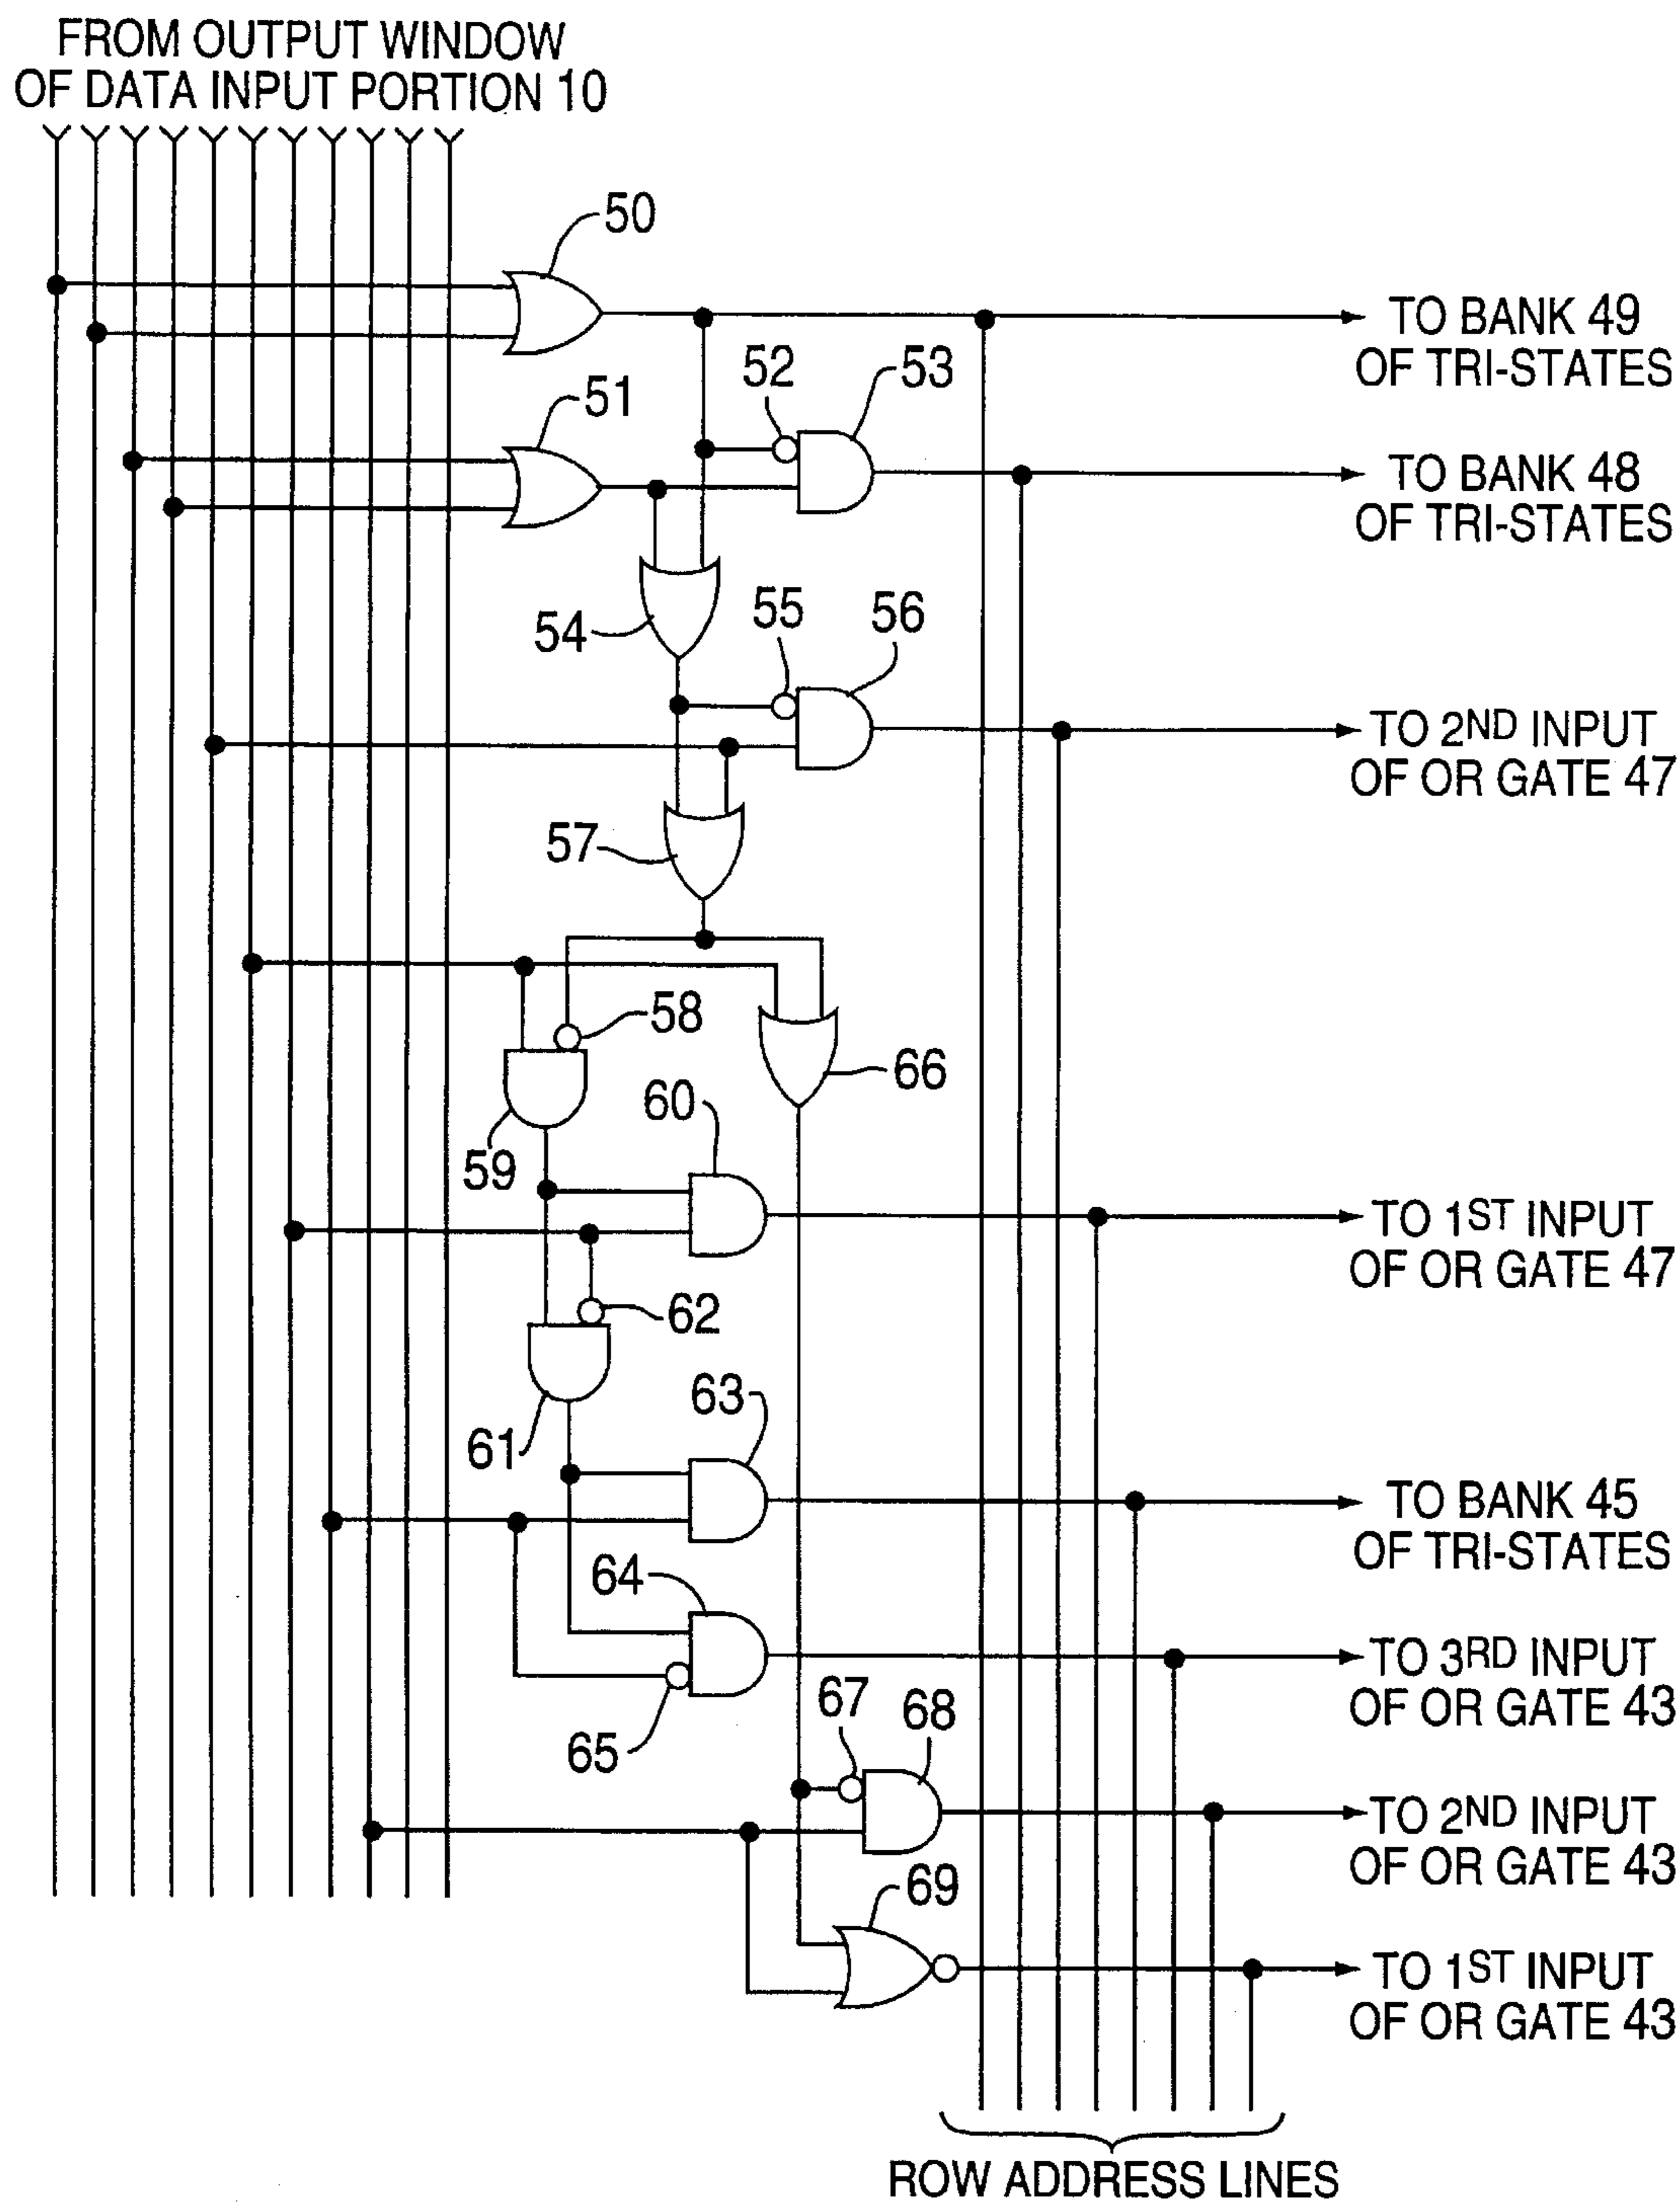 FROM OUTPUT WINDOW
OF DATA INPUT PORTION 10
50
TO BANK 49
OF TRI-STATES
52
53
51
TO BANK 48
OF TRI-STATES
54
55
56
TO 2ND INPUT
OF OR GATE 47
57
58
66
60
59
TO 1ST INPUT
OF OR GATE 47
62
63
61
TO BANK 45
OF TRI-STATES
64
TO 3RD INPUT
OF OR GATE 43
67
68
65
TO 2ND INPUT
OF OR GATE 43
69
TO 1ST INPUT
OF OR GATE 43
ROW ADDRESS LINES